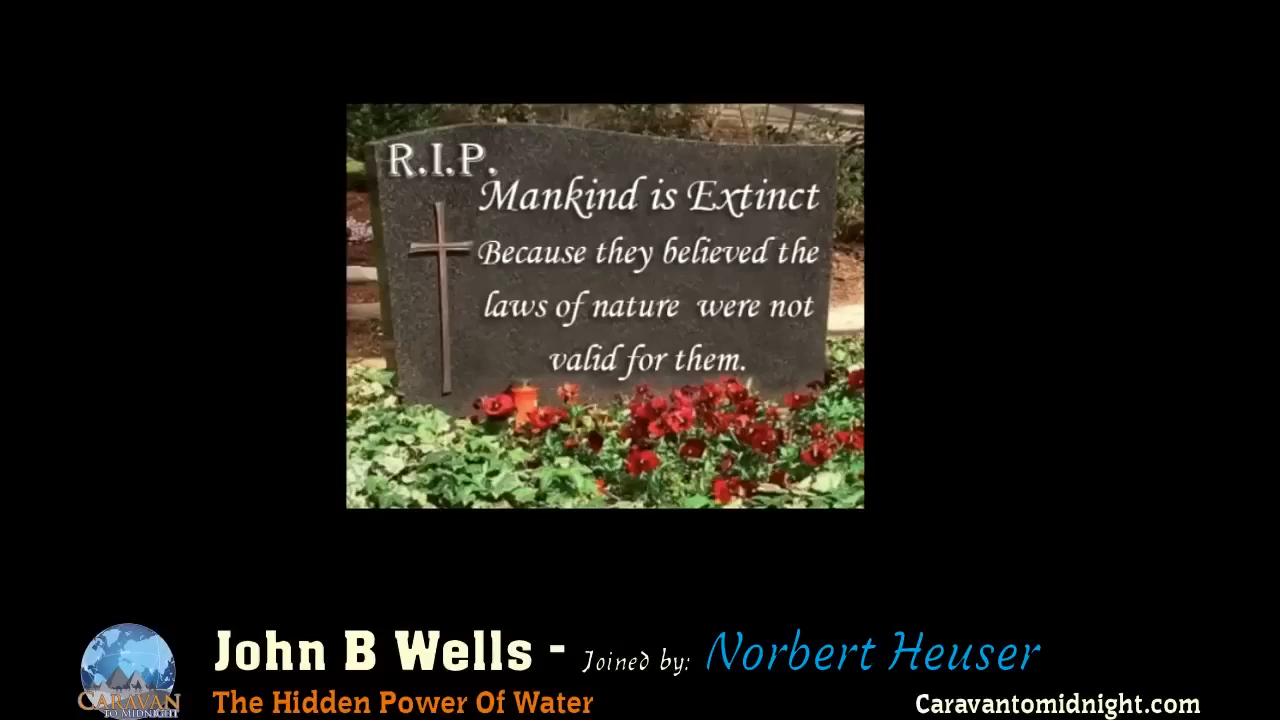 R.I.P.
Mankind is Extinct
Because they believed the
laws of nature were not
valid for them.
John B Wells - Joined by: Norbert Heuser
CARAVAN
TO MIDNIGHT
The Hidden Power Of Water
Caravantomidnight.com